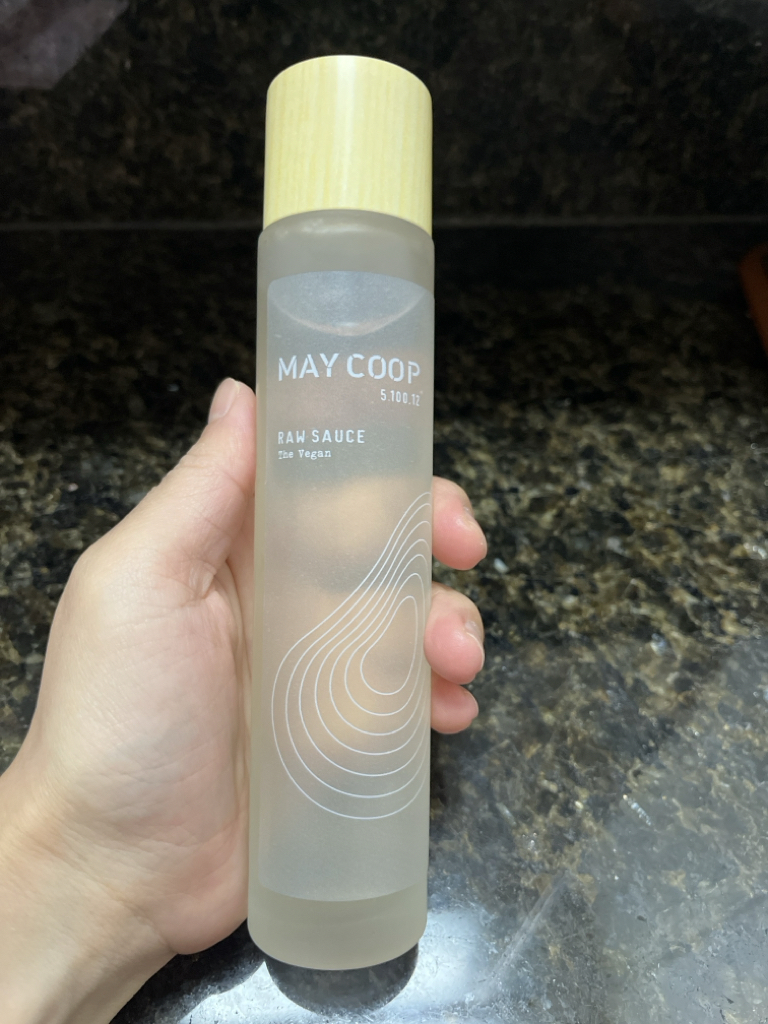 MAY COOP
5.100.12
RAW SAUCE
The Vegan